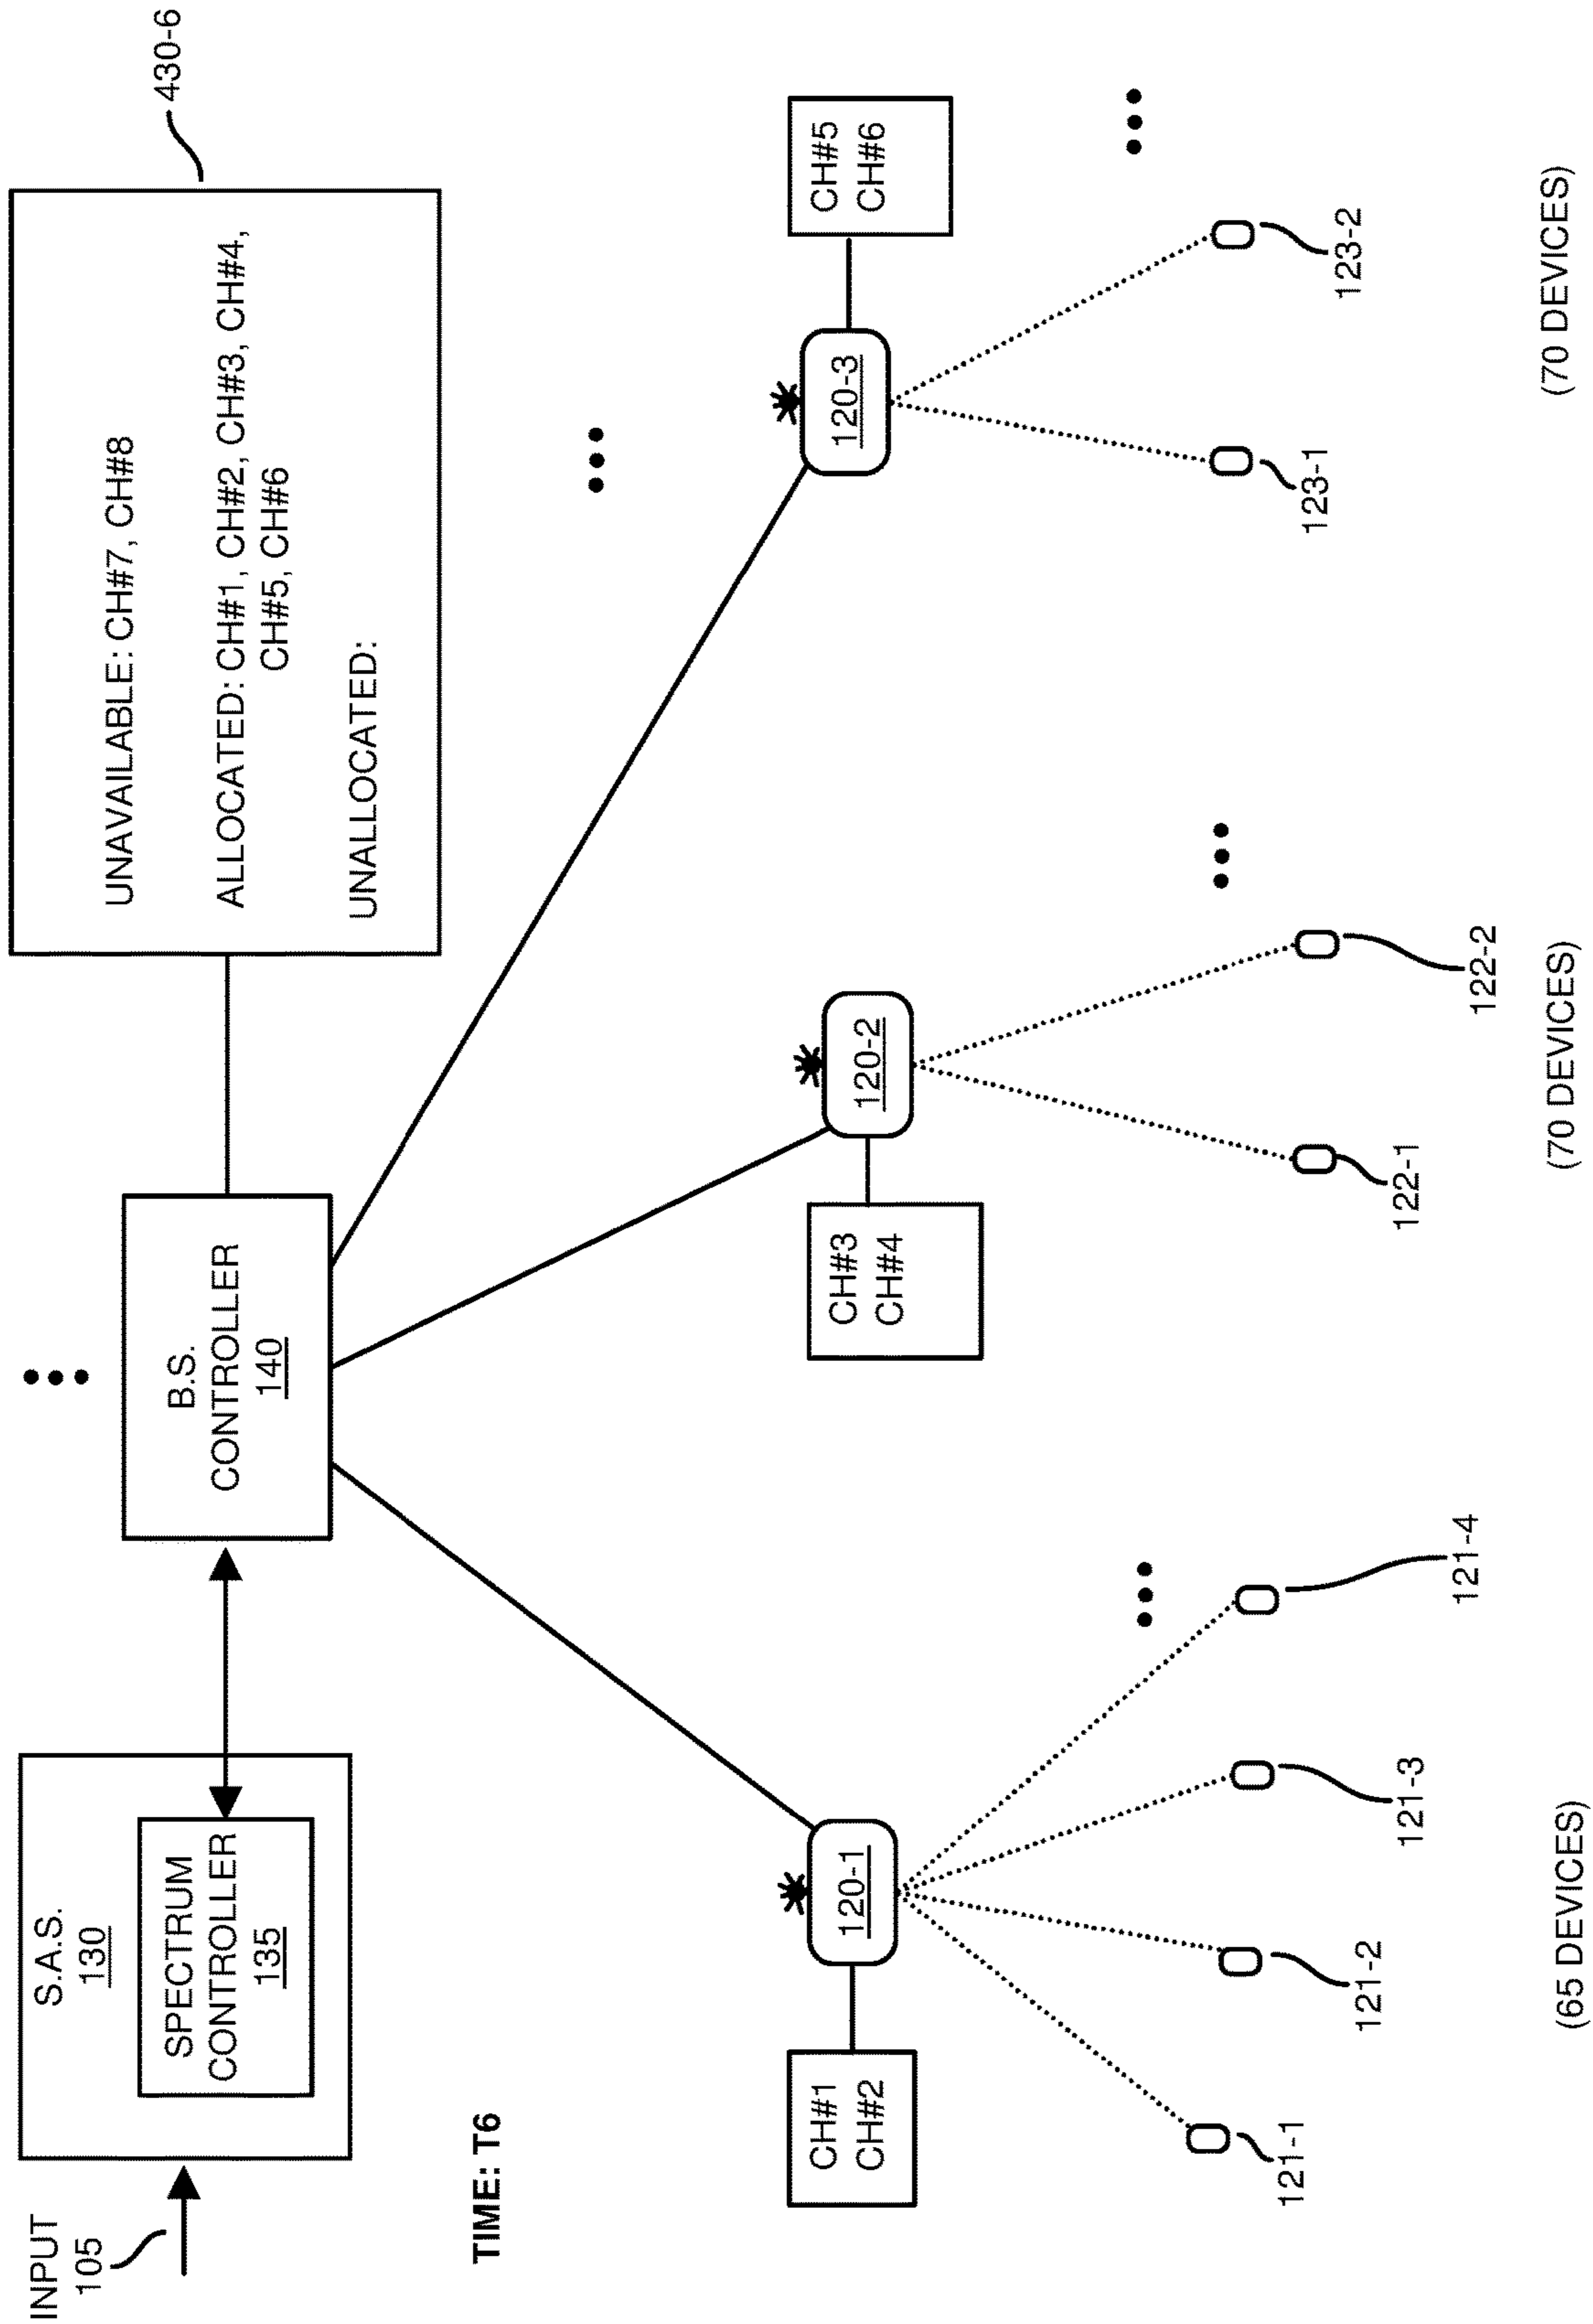 INPUT
105
S.A.S.
130
SPECTRUM
CONTROLLER
135
B.S.
CONTROLLER
140
UNAVAILABLE: CH#7, CH#8
ALLOCATED: CH#1, CH#2, CH#3, CH#4,
CH#5, CH#6
UNALLOCATED:
430-6
TIME: T6
CH#1
CH#2
120-1
CH#3
CH#4
120-2
120-3
CH#5
CH#6
121-1
121-2
121-3
121-4
122-1
122-2
123-1
123-2
(65 DEVICES)
(70 DEVICES)
(70 DEVICES)